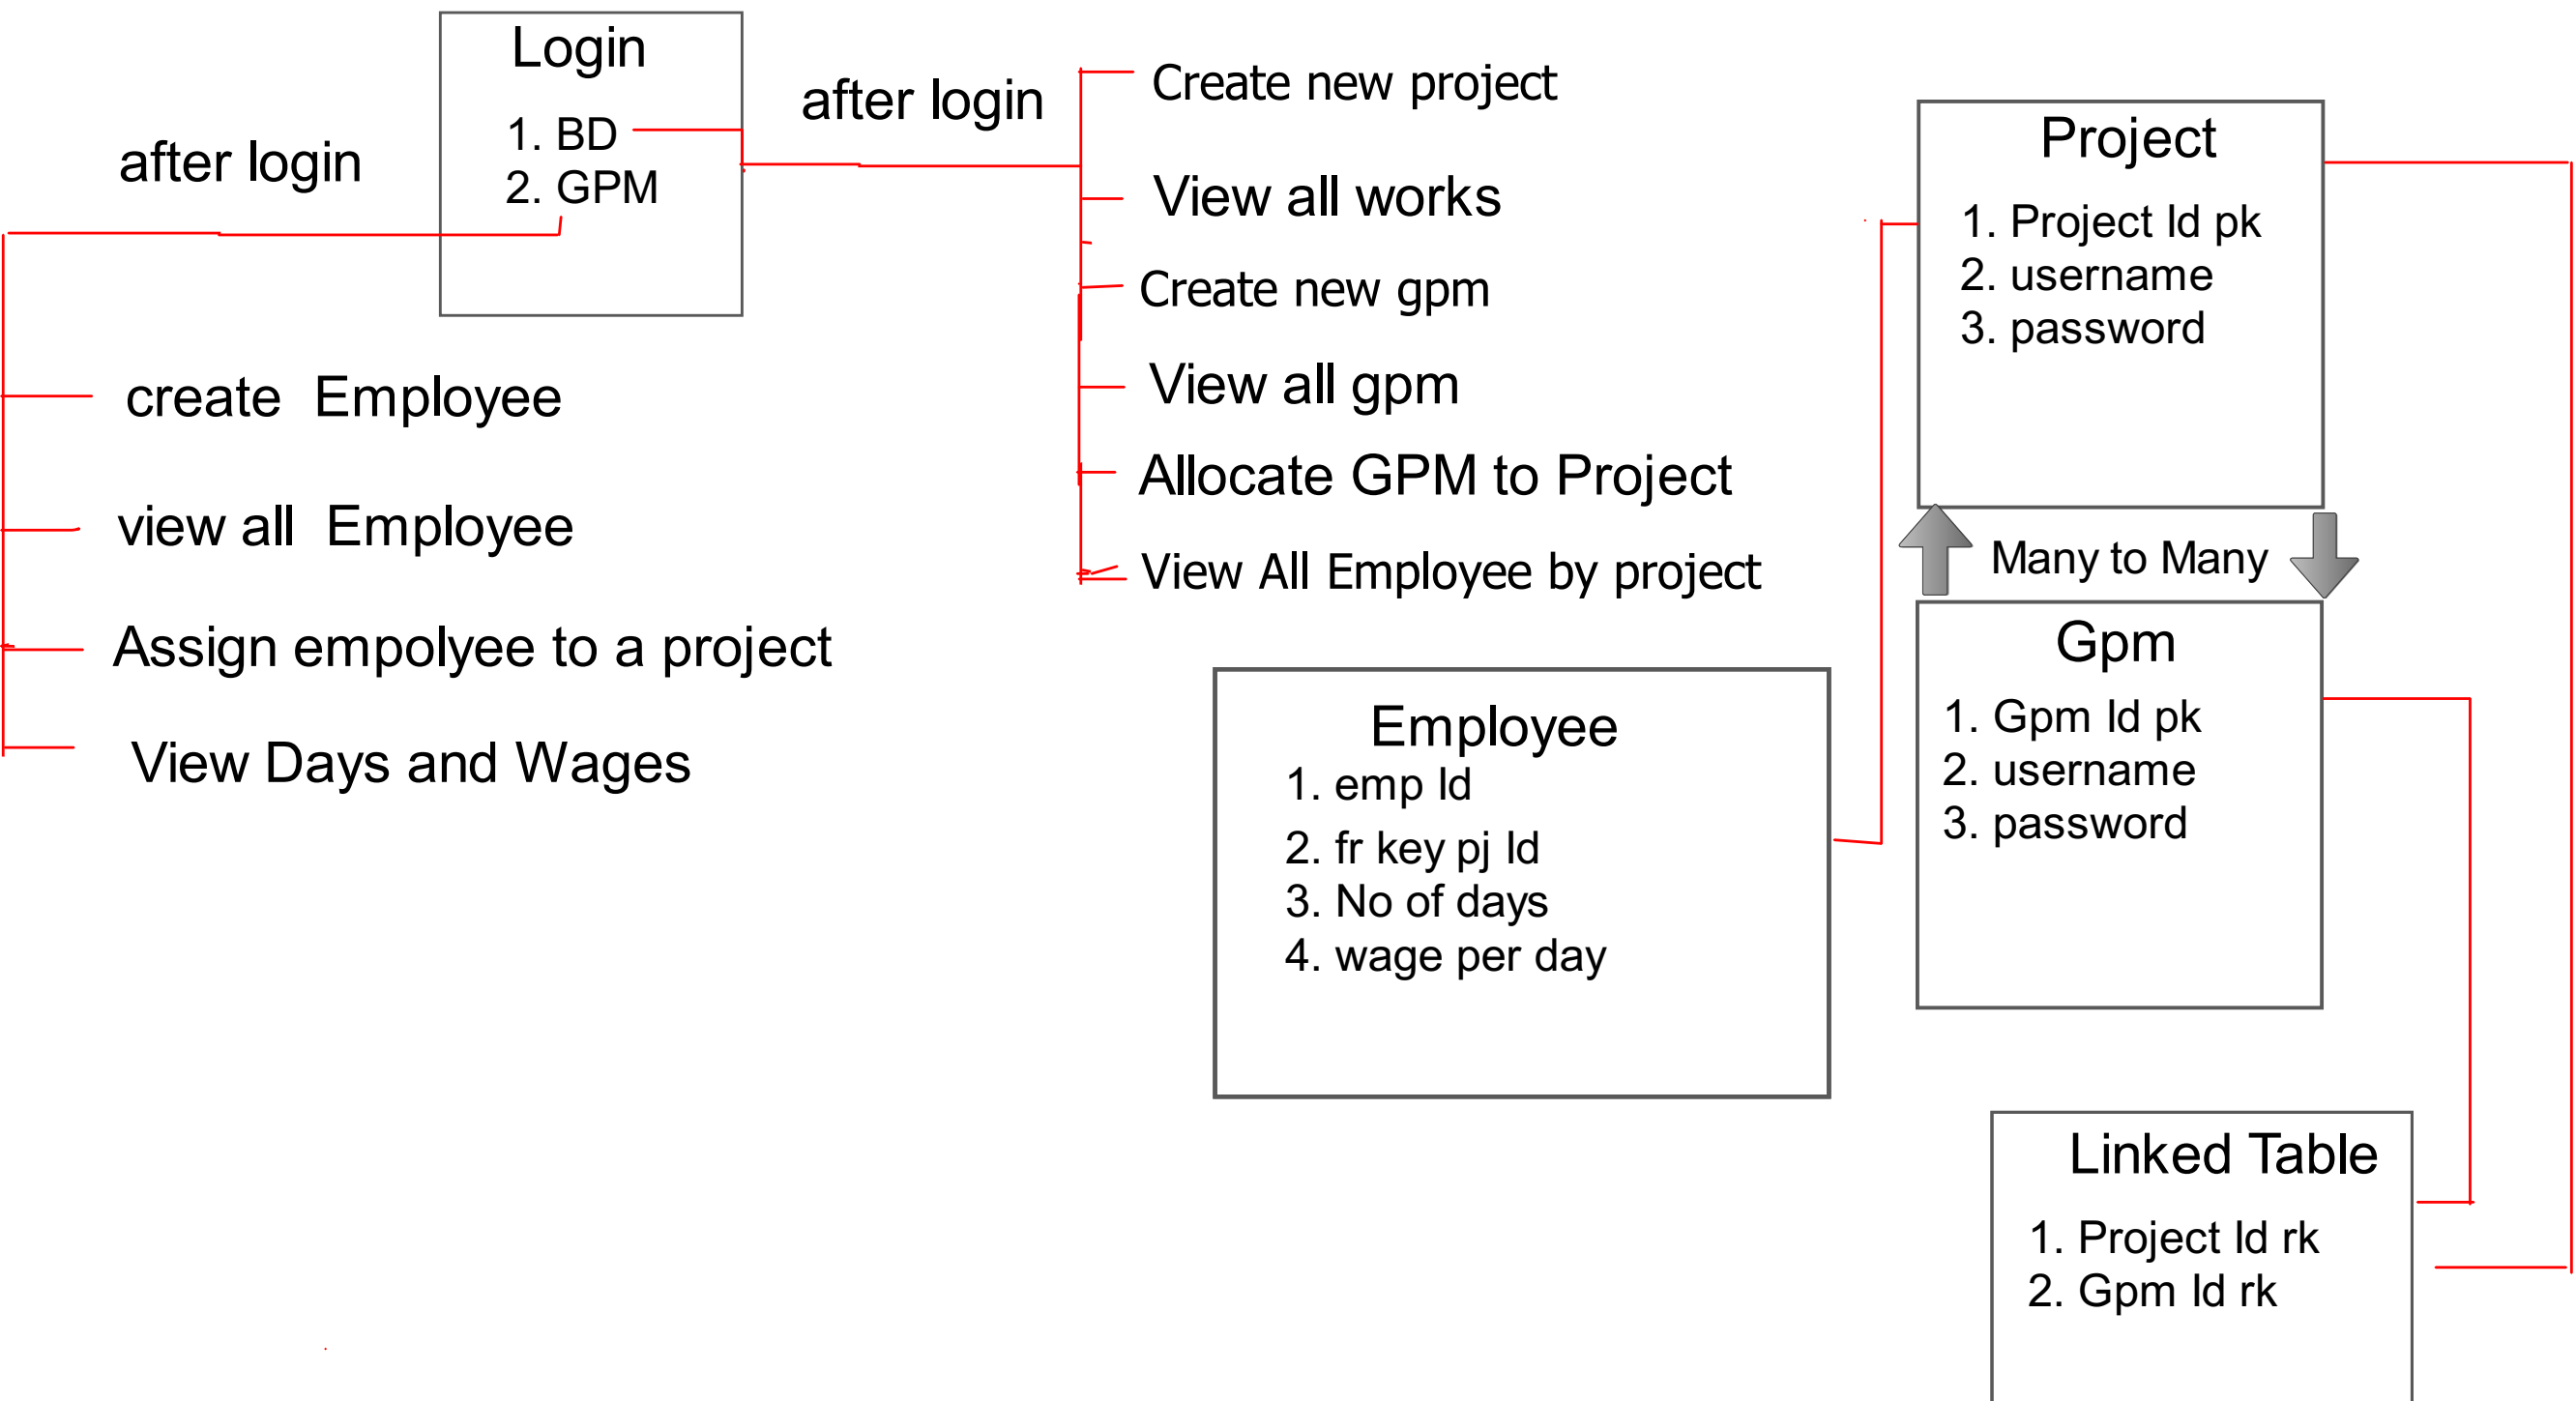 Login
1. BD
2. GPM
after login
create  Employee
view all  Employee
Assign empolyee to a project
View Days and Wages
after login
Create new project
View all works
Create new gpm
View all gpm
Allocate GPM to Project
View All Employee by project
Project
1. Project Id pk
2. username
3. password
Many to Many
Gpm
1. Gpm Id pk
2. username
3. password
Employee
1. emp Id
2. fr key pj Id
3. No of days
4. wage per day
Linked Table
1. Project Id rk
2. Gpm Id rk